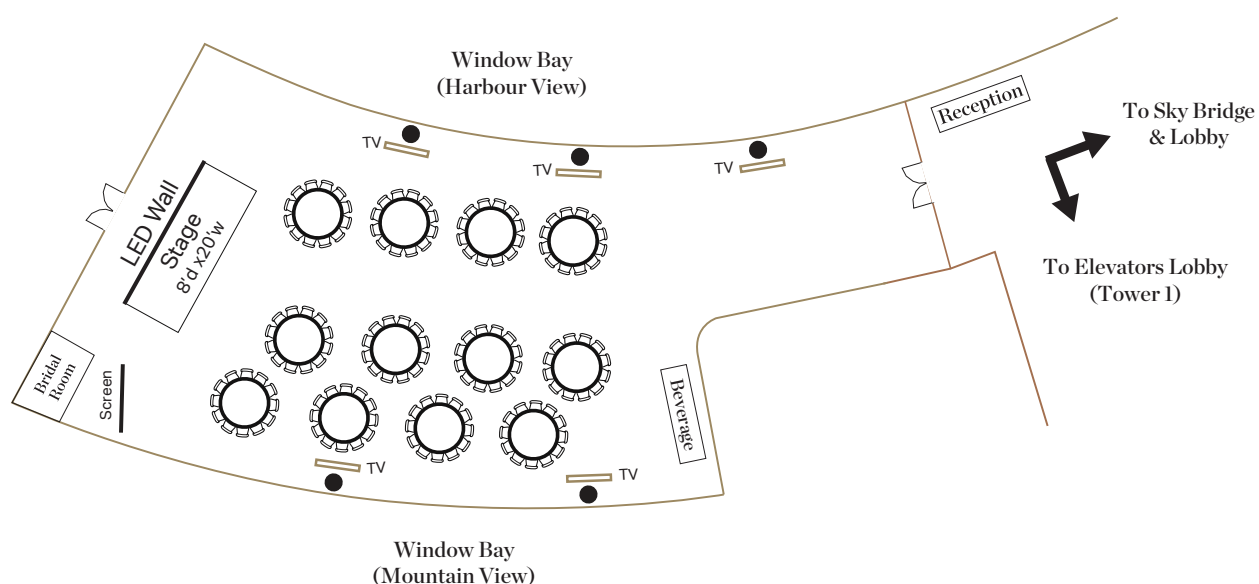 Window Bay
(Harbour View)
Reception
To Sky Bridge
& Lobby
TV
TV
TV
LED Wall
Stage
8'd x20'w
To Elevators Lobby
(Tower 1)
Bridal
Room
Screen
Beverage
TV
TV
Window Bay
(Mountain View)